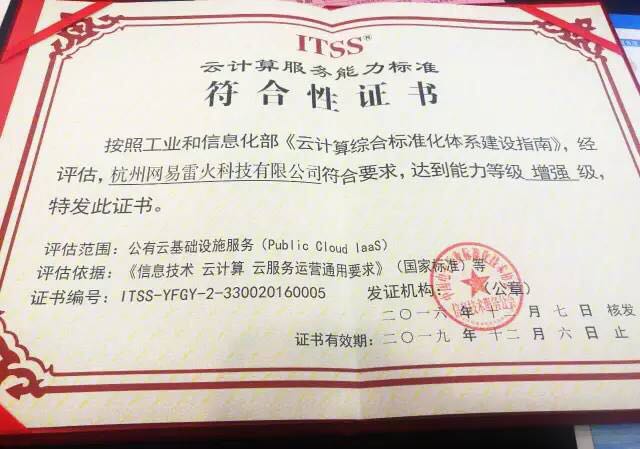 ITSS®
云计算服务能力标准
符合性证书
按照工业和信息化部《云计算综合标准化体系建设指南》，经
评估，杭州网易雷火科技有限公司符合要求，达到能力等级 增强 级，
特发此证书。
评估范围：公有云基础设施服务（Public Cloud IaaS）
评估依据：《信息技术 云计算 云服务运营通用要求》（国家标准）等
证书编号：ITSS-YFGY-2-330020160005
发证机构： （公章）
二〇一六 年 十 月 七 日 核发
证书有效期：二〇一九 年 十二 月 六 日 止